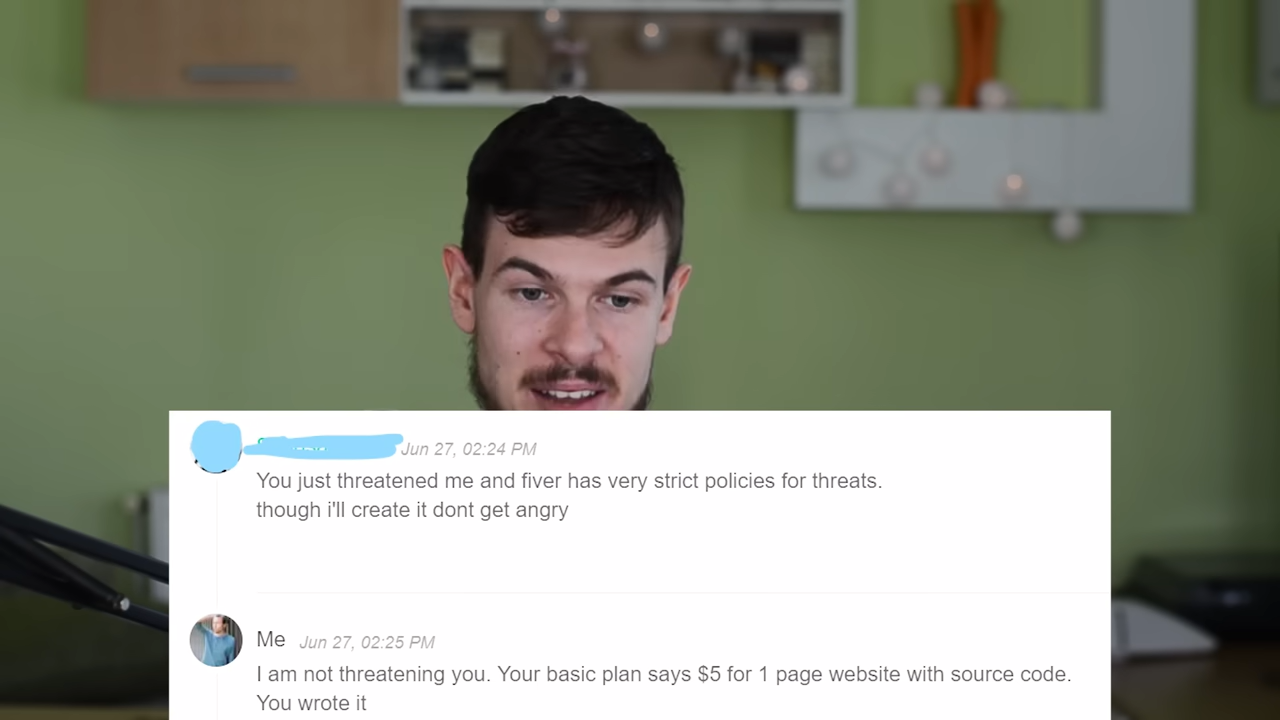 Jun 27, 02:24 PM
You just threatened me and fiver has very strict policies for threats.
though i'll create it dont get angry
Me Jun 27, 02:25 PM
I am not threatening you. Your basic plan says $5 for 1 page website with source code.
You wrote it